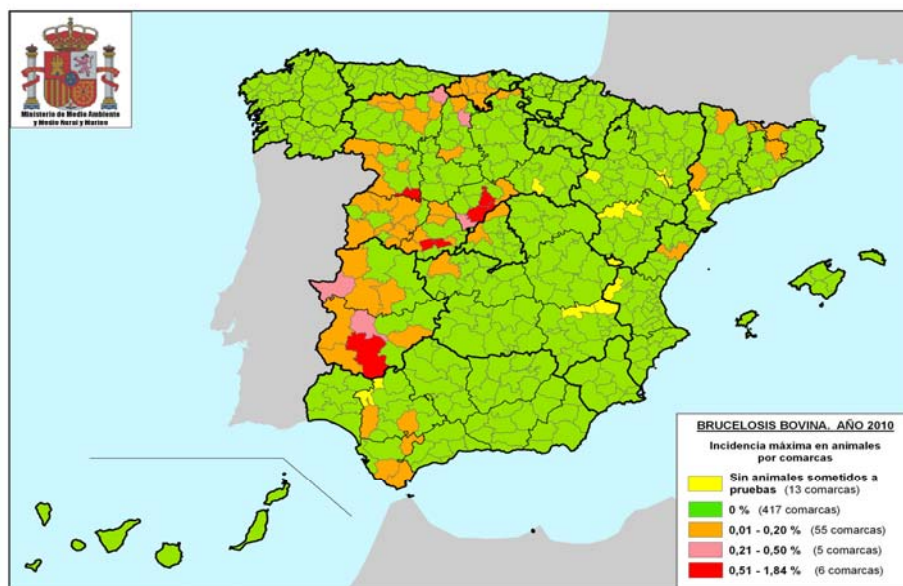 Ministerio de Medio Ambiente
y Medio Rural y Marino
BRUCELOSIS BOVINA. AÑO 2010
Incidencia máxima en animales
por comarcas
Sin animales sometidos a
pruebas (13 comarcas)
0 % (417 comarcas)
0,01 - 0,20 % (55 comarcas)
0,21 - 0,50 % (5 comarcas)
0,51 - 1,84 % (6 comarcas)